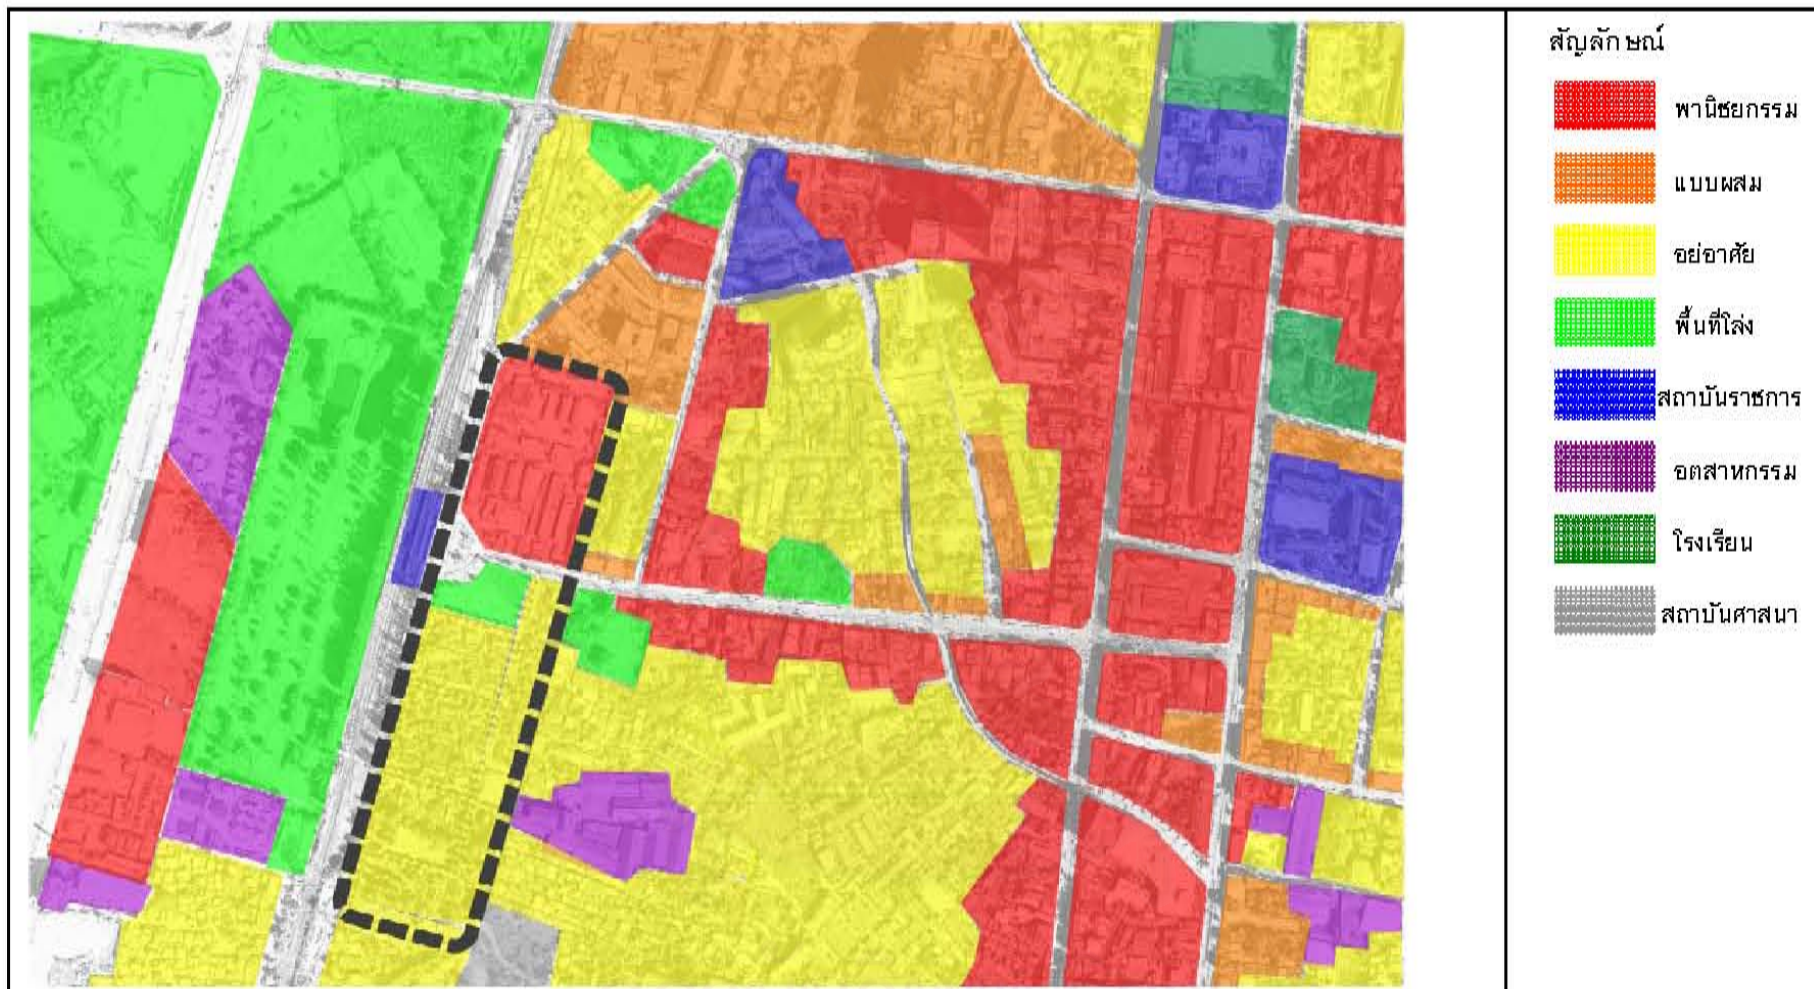 สัญลักษณ์
พานิชยกรรม
แบบผสม
อยู่อาศัย
พื้นที่โล่ง
สถาบันราชการ
อุตสาหกรรม
โรงเรียน
สถาบันศาสนา